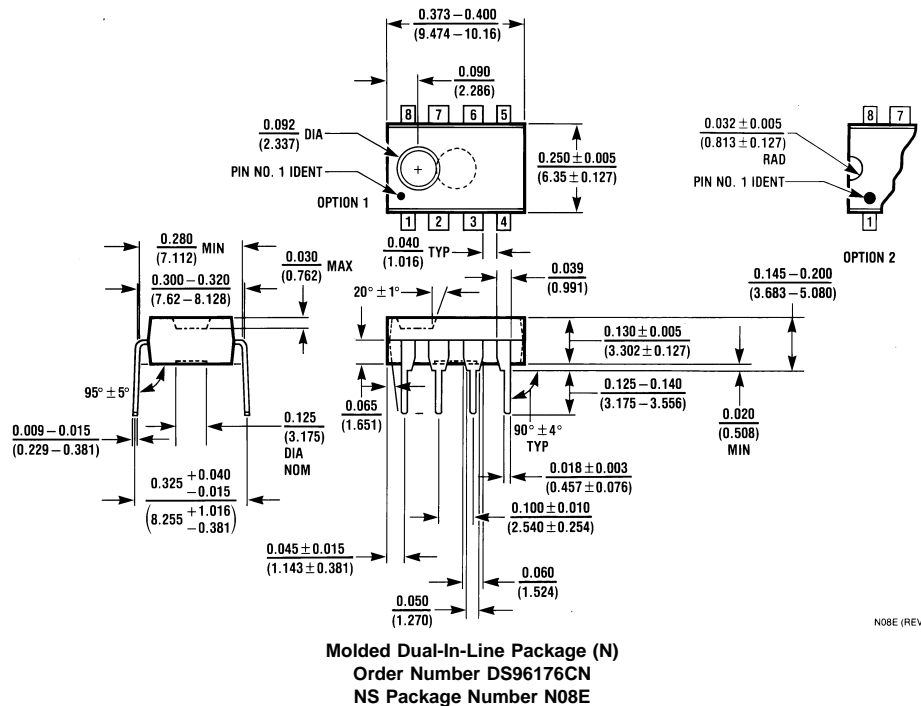 0.373 – 0.400
(9.474 – 10.16)
0.090
(2.286)
8 7 6 5
0.092 DIA
(2.337)
PIN NO. 1 IDENT
OPTION 1
+
1 2 3 4
0.250 ± 0.005
(6.35 ± 0.127)
8 7
0.032 ± 0.005
(0.813 ± 0.127)
RAD
PIN NO. 1 IDENT
1
OPTION 2
0.280 MIN
(7.112)
0.030 MAX
(0.762)
0.300 – 0.320
(7.62 – 8.128)
0.040 TYP
(1.016)
0.039
(0.991)
20° ± 1°
0.145 – 0.200
(3.683 – 5.080)
0.130 ± 0.005
(3.302 ± 0.127)
0.125 – 0.140
(3.175 – 3.556)
0.020
(0.508)
MIN
95° ± 5°
0.009 – 0.015
(0.229 – 0.381)
0.125
(3.175)
DIA
NOM
0.065
(1.651)
90° ± 4°
TYP
0.018 ± 0.003
(0.457 ± 0.076)
0.325 +0.040
−0.015
(8.255 +1.016
−0.381)
0.100 ± 0.010
(2.540 ± 0.254)
0.045 ± 0.015
(1.143 ± 0.381)
0.060
(1.524)
0.050
(1.270)
N08E (REV
Molded Dual-In-Line Package (N)
Order Number DS96176CN
NS Package Number N08E